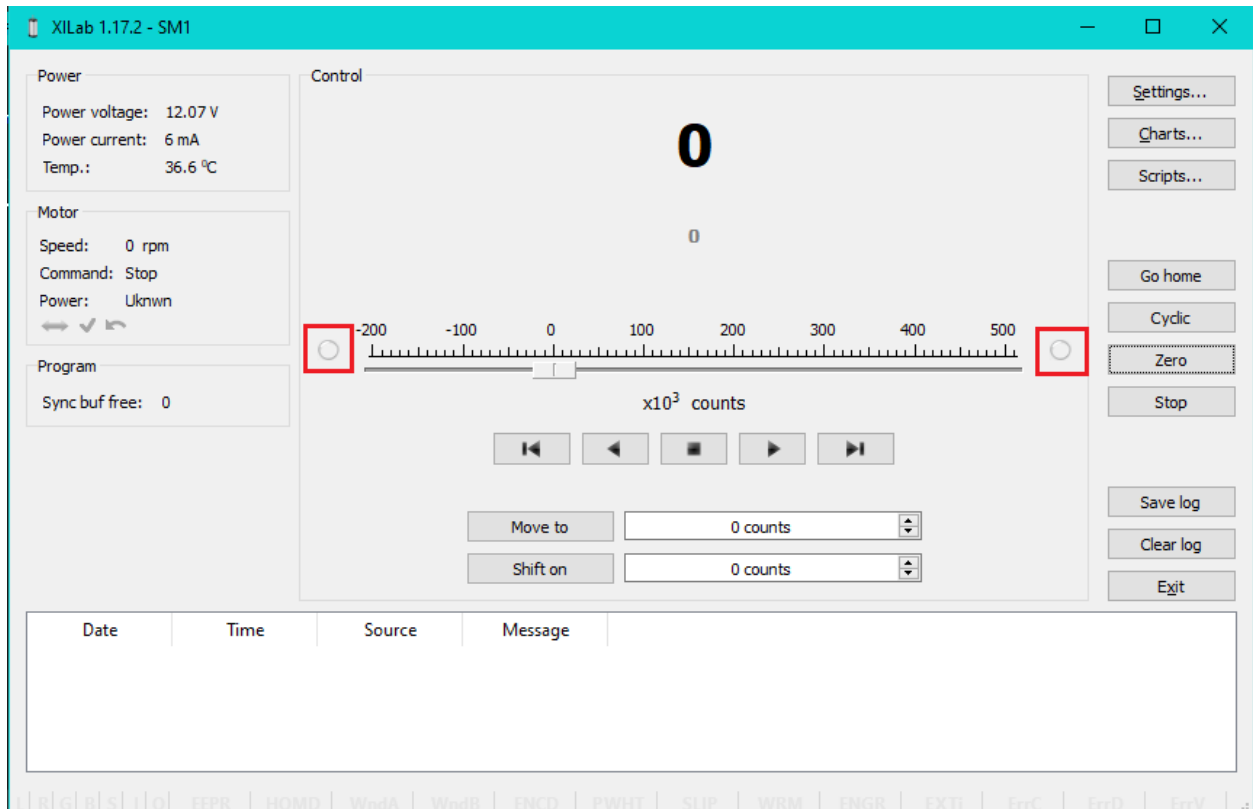 XILab 1.17.2 - SM1
Power
Power voltage: 12.07 V
Power current: 6 mA
Temp.: 36.6 ⁰C
Motor
Speed: 0 rpm
Command: Stop
Power: Uknwn
Program
Sync buf free: 0
Control
0
0
-200 -100 0 100 200 300 400 500
x10³ counts
Move to 0 counts
Shift on 0 counts
Settings...
Charts...
Scripts...
Go home
Cyclic
Zero
Stop
Save log
Clear log
Exit
Date Time Source Message
L R G B S I O EEPR HOMD WndA WndB ENCD PWHT SLIP WRM ENGR EXTi ErrC ErrD ErrV